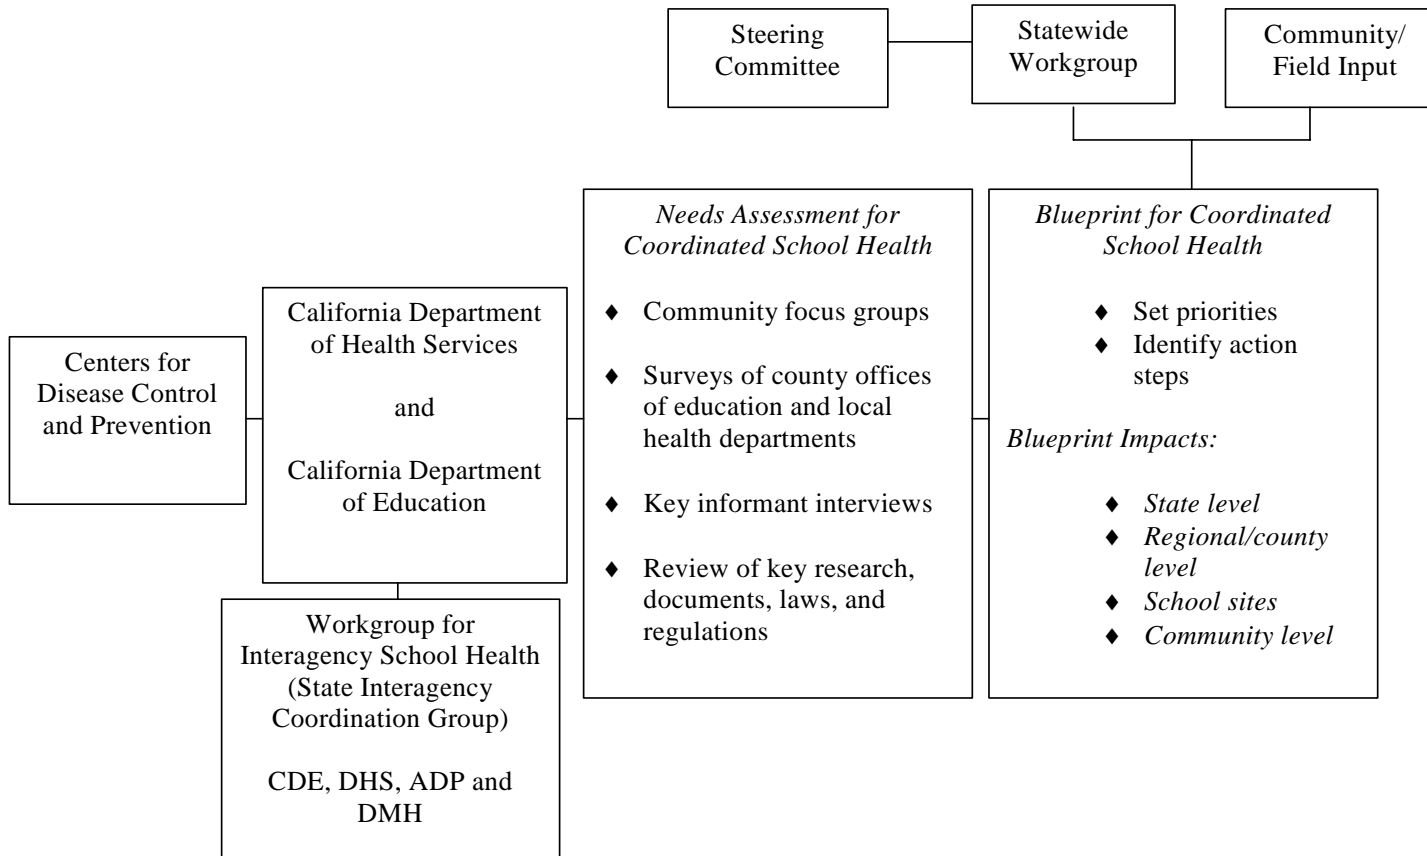 Steering
Committee
Statewide
Workgroup
Community/
Field Input
Centers for
Disease Control
and Prevention
California Department
of Health Services
and
California Department
of Education
Workgroup for
Interagency School Health
(State Interagency
Coordination Group)
CDE, DHS, ADP and
DMH
Needs Assessment for
Coordinated School Health
♦ Community focus groups
♦ Surveys of county offices
of education and local
health departments
♦ Key informant interviews
♦ Review of key research,
documents, laws, and
regulations
Blueprint for Coordinated
School Health
♦ Set priorities
♦ Identify action
steps
Blueprint Impacts:
♦ State level
♦ Regional/county
level
♦ School sites
♦ Community level